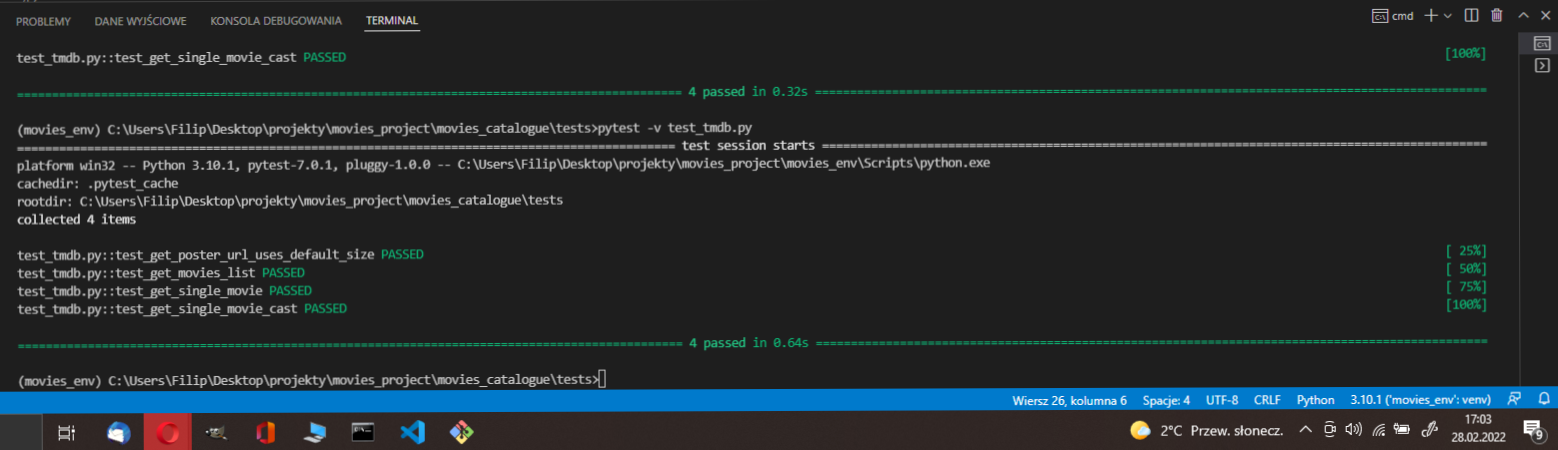 PROBLEMY DANE WYJŚCIOWE KONSOLA DEBUGOWANIA TERMINAL cmd
test_tmdb.py::test_get_single_movie_cast PASSED [100%]
======================== 4 passed in 0.32s ========================
(movies_env) C:\Users\Filip\Desktop\projekty\movies_project\movies_catalogue\tests>pytest -v test_tmdb.py
======================== test session starts ========================
platform win32 -- Python 3.10.1, pytest-7.0.1, pluggy-1.0.0 -- C:\Users\Filip\Desktop\projekty\movies_project\movies_env\Scripts\python.exe
cachedir: .pytest_cache
rootdir: C:\Users\Filip\Desktop\projekty\movies_project\movies_catalogue\tests
collected 4 items
test_tmdb.py::test_get_poster_url_uses_default_size PASSED [ 25%]
test_tmdb.py::test_get_movies_list PASSED [ 50%]
test_tmdb.py::test_get_single_movie PASSED [ 75%]
test_tmdb.py::test_get_single_movie_cast PASSED [100%]
======================== 4 passed in 0.64s ========================
(movies_env) C:\Users\Filip\Desktop\projekty\movies_project\movies_catalogue\tests>
Wiersz 26, kolumna 6 Spacje: 4 UTF-8 CRLF Python 3.10.1 ('movies_env': venv)
2°C Przew. słonecz. 17:03
28.02.2022 9